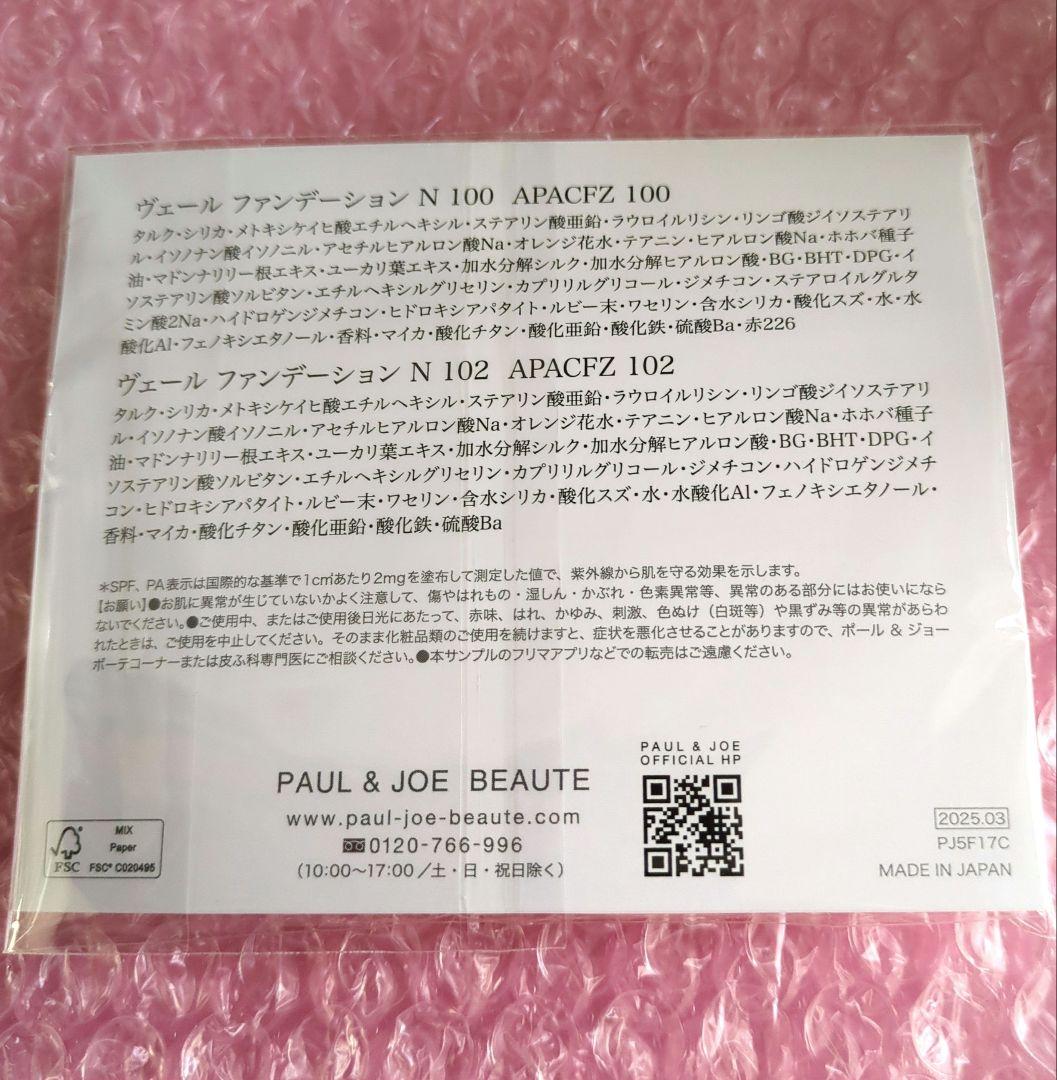 ヴェール ファンデーション N 100 APACFZ 100
タルク・シリカ・メトキシケイヒ酸エチルヘキシル・ステアリン酸亜鉛・ラウロイルリシン・リンゴ酸ジイソステアリ
ル・イソノナン酸イソノニル・アセチルヒアルロン酸Na・オレンジ花水・テアニン・ヒアルロン酸Na・ホホバ種子
油・マドンナリリー根エキス・ユーカリ葉エキス・加水分解シルク・加水分解ヒアルロン酸・BG・BHT・DPG・イ
ソステアリン酸ソルビタン・エチルヘキシルグリセリン・カプリリルグリコール・ジメチコン・ステアロイルグルタ
ミン酸2Na・ハイドロゲンジメチコン・ヒドロキシアパタイト・ルビー末・ワセリン・含水シリカ・酸化スズ・水・水
酸化Al・フェノキシエタノール・香料・マイカ・酸化チタン・酸化亜鉛・酸化鉄・硫酸Ba・赤226
ヴェール ファンデーション N 102 APACFZ 102
タルク・シリカ・メトキシケイヒ酸エチルヘキシル・ステアリン酸亜鉛・ラウロイルリシン・リンゴ酸ジイソステアリ
ル・イソノナン酸イソノニル・アセチルヒアルロン酸Na・オレンジ花水・テアニン・ヒアルロン酸Na・ホホバ種子
油・マドンナリリー根エキス・ユーカリ葉エキス・加水分解シルク・加水分解ヒアルロン酸・BG・BHT・DPG・イ
ソステアリン酸ソルビタン・エチルヘキシルグリセリン・カプリリルグリコール・ジメチコン・ハイドロゲンジメチ
コン・ヒドロキシアパタイト・ルビー末・ワセリン・含水シリカ・酸化スズ・水・水酸化Al・フェノキシエタノール・
香料・マイカ・酸化チタン・酸化亜鉛・酸化鉄・硫酸Ba
*SPF、PA表示は国際的な基準で1c㎡あたり2mgを塗布して測定した値で、紫外線から肌を守る効果を示します。
【お願い】●お肌に異常が生じていないかよく注意して、傷やはれもの・湿しん・かぶれ・色素異常等、異常のある部分にはお使いになら
ないでください。●ご使用中、またはご使用後日光にあたって、赤味、はれ、かゆみ、刺激、色ぬけ（白斑等）や黒ずみ等の異常があらわ
れたときは、ご使用を中止してください。そのまま化粧品類のご使用を続けますと、症状を悪化させることがありますので、ポール & ジョー
ボーテコーナーまたは皮ふ科専門医にご相談ください。●本サンプルのフリマアプリなどでの転売はご遠慮ください。
PAUL & JOE BEAUTE
www.paul-joe-beaute.com
0120-766-996
(10:00〜17:00/土・日・祝日除く)
PAUL & JOE
OFFICIAL HP
MIX
Paper
FSC FSC® C020495
2025.03
PJ5F17C
MADE IN JAPAN